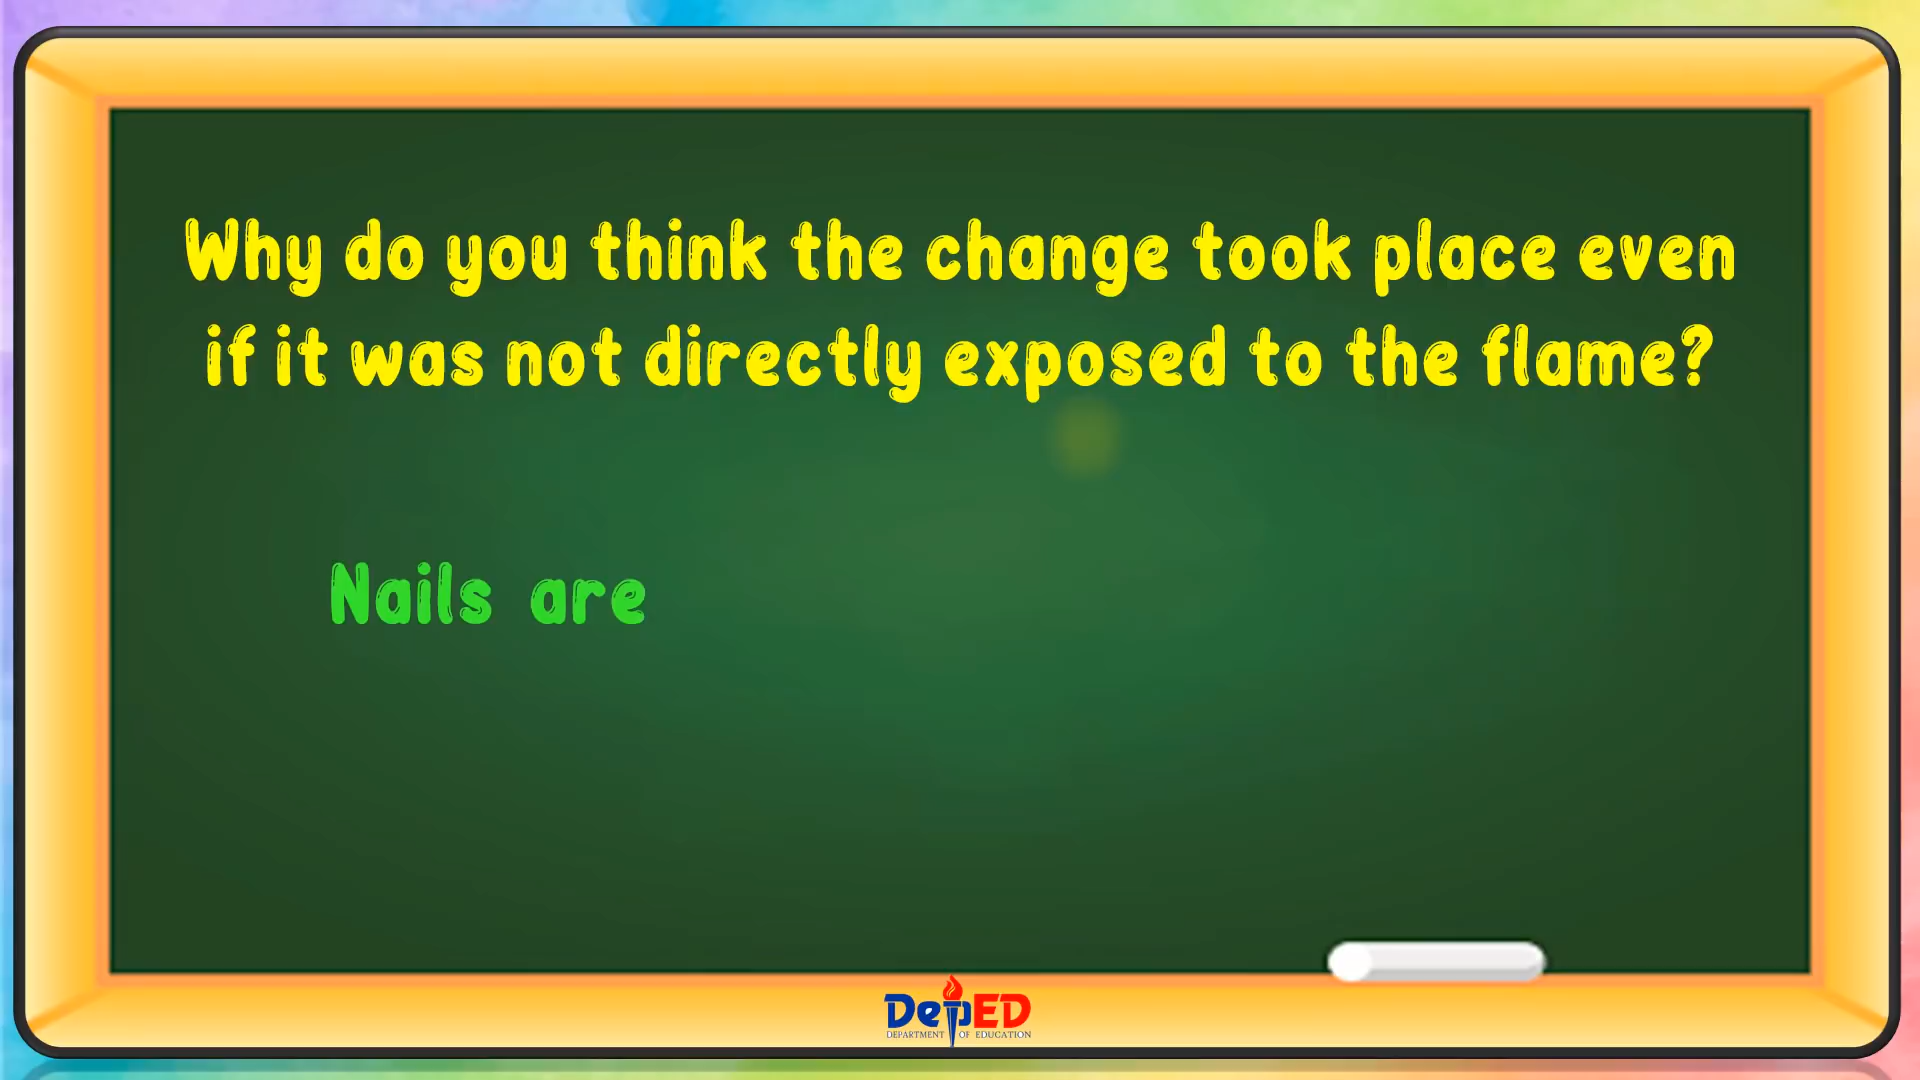 Why do you think the change took place even
if it was not directly exposed to the flame?
Nails are
DepED
DEPARTMENT OF EDUCATION